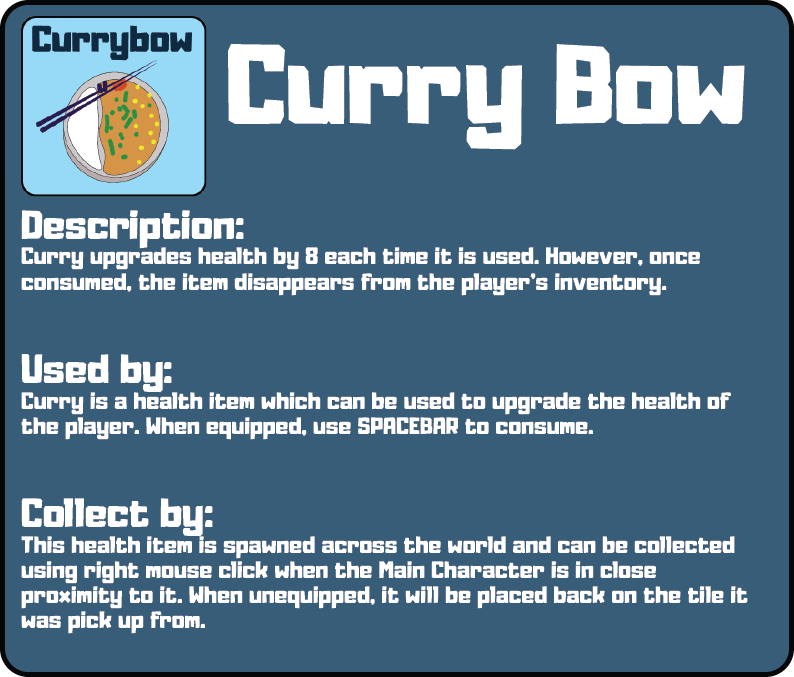 Currybow
Curry Bow
Description:
Curry upgrades health by 8 each time it is used. However, once
consumed, the item disappears from the player's inventory.
Used by:
Curry is a health item which can be used to upgrade the health of
the player. When equipped, use SPACEBAR to consume.
Collect by:
This health item is spawned across the world and can be collected
using right mouse click when the Main Character is in close
proximity to it. When unequipped, it will be placed back on the tile it
was pick up from.